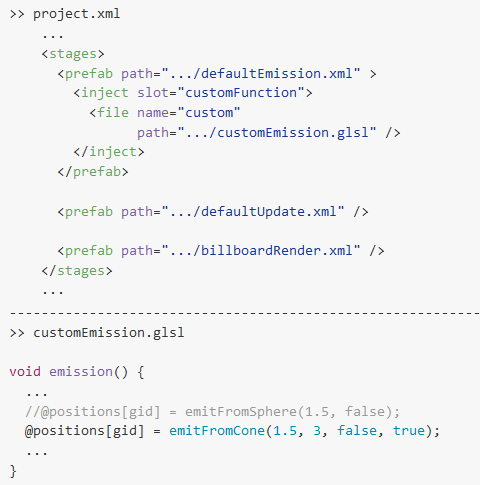 >> project.xml
...
<stages>
<prefab path=".../defaultEmission.xml" >
<inject slot="customFunction">
<file name="custom"
path=".../customEmission.glsl" />
</inject>
</prefab>
<prefab path=".../defaultUpdate.xml" />
<prefab path=".../billboardRender.xml" />
</stages>
...
------------------------------------------------------------
>> customEmission.glsl
void emission() {
...
//@positions[gid] = emitFromSphere(1.5, false);
@positions[gid] = emitFromCone(1.5, 3, false, true);
...
}